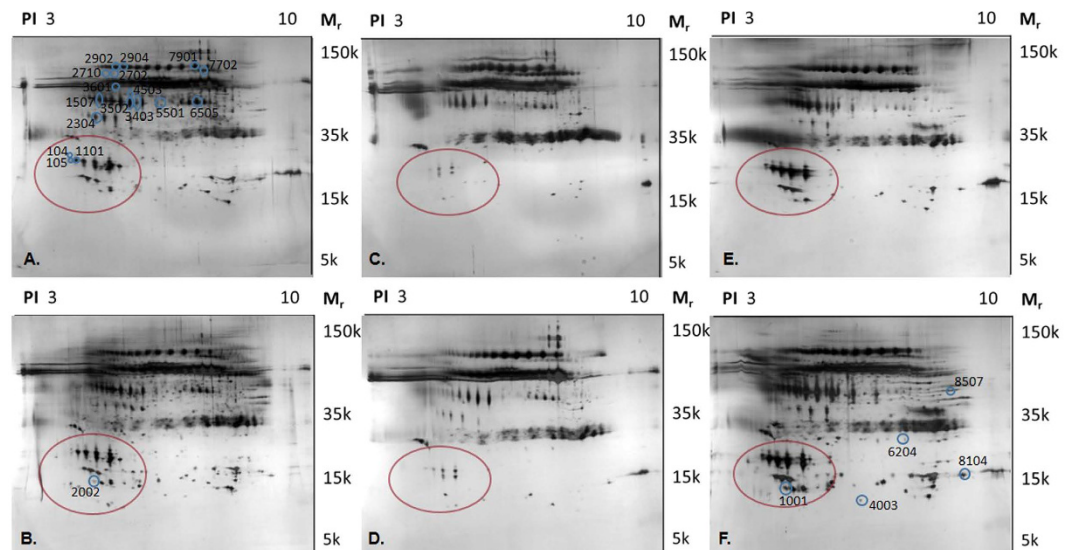 PI 3 10 Mr
150k
35k
15k
5k
2902 2904 7901
7702
2710 2702
3601
4503
1507
3502
3403 5501 6505
2304
104 1101
105
A.
PI 3 10 Mr
150k
35k
15k
5k
C.
PI 3 10 Mr
150k
35k
15k
5k
E.
PI 3 10 Mr
150k
35k
15k
5k
2002
B.
PI 3 10 Mr
150k
35k
15k
5k
D.
PI 3 10 Mr
150k
35k
15k
5k
8507
6204
8104
1001
4003
F.